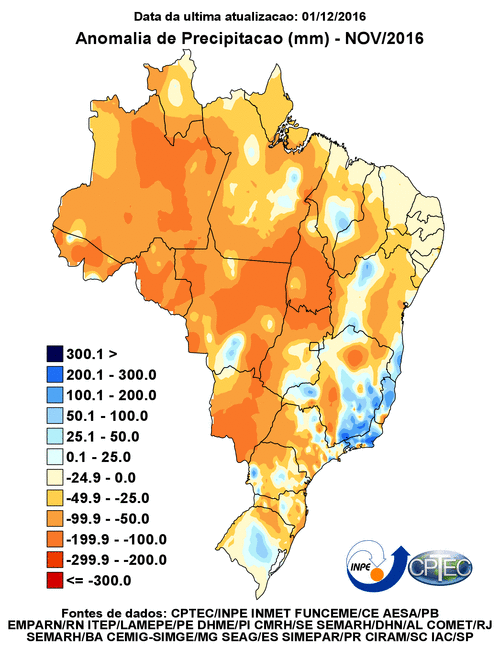 Data da ultima atualizacao: 01/12/2016
Anomalia de Precipitacao (mm) - NOV/2016
300.1 >
200.1 - 300.0
100.1 - 200.0
50.1 - 100.0
25.1 - 50.0
0.1 - 25.0
-24.9 - 0.0
-49.9 - -25.0
-99.9 - -50.0
-199.9 - -100.0
-299.9 - -200.0
<= -300.0
INPE
CPTEC
Fontes de dados: CPTEC/INPE INMET FUNCEME/CE AESA/PB
EMPARN/RN ITEP/LAMEPE/PE DHME/PI CMRH/SE SEMARH/DHN/AL COMET/RJ
SEMARH/BA CEMIG-SIMGE/MG SEAG/ES SIMEPAR/PR CIRAM/SC IAC/SP